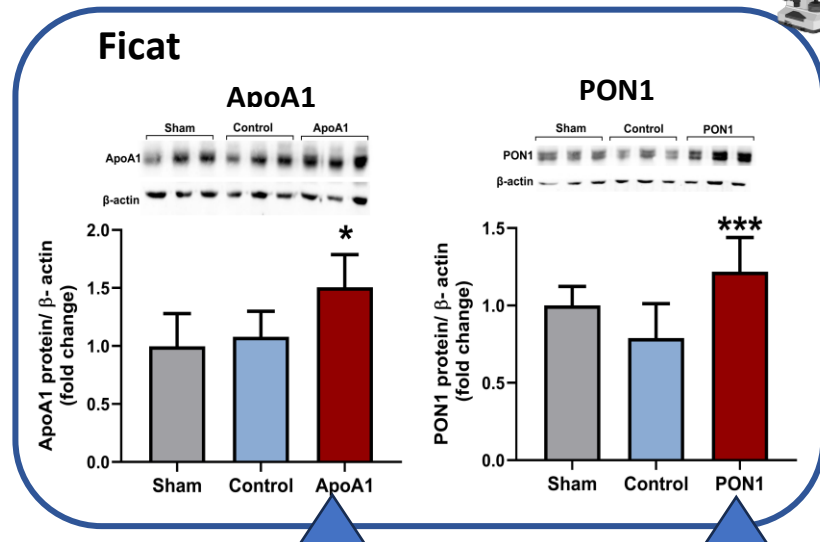 Ficat
ApoA1
Sham Control ApoA1
ApoA1
β-actin
2.0
1.5
1.0
0.5
0.0
ApoA1 protein/ β- actin
(fold change)
*
Sham Control ApoA1
PON1
Sham Control PON1
PON1
β-actin
1.5
1.0
0.5
0.0
PON1 protein/ β- actin
(fold change)
***
Sham Control PON1